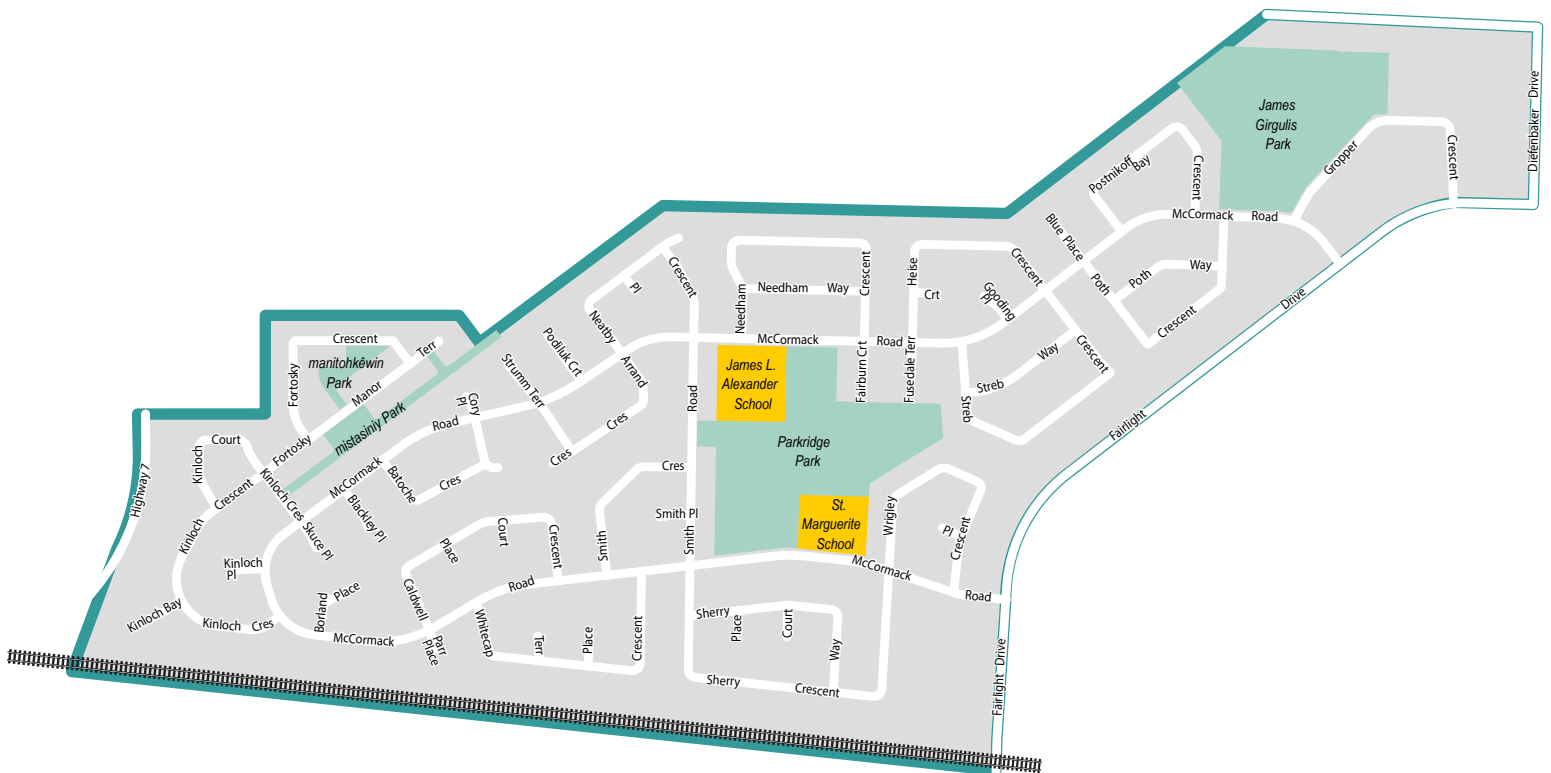 James
Girgulis
Park
Diefenbaker Drive
Gropper
Crescent
Postnikoff
Bay
Crescent
McCormack Road
Blue Place
Poth
Poth Way
Crescent
Drive
Fairlight
Heise
Crescent
Crt
Gooding
Pl
Crescent
Way
Streb
Streb
Needham
Needham Way
Crescent
McCormack Road
Fairburn Crt
Fusedale Terr
Crescent
Pl
Neatby
Arrand
Cres
Cres
Podiluk Crt
Strumm Terr
Road
James L.
Alexander
School
Parkridge
Park
St.
Marguerite
School
Crescent
manitohkêwin
Park
Terr
Manor
Fortosky
Fortosky
mistasiniy Park
Cory
Pl
Road
McCormack
Batoche
Cres
Blackley Pl
Court
Kinloch
Crescent
Kinloch Cres
Skuce Pl
Highway 7
Kinloch
Kinloch
Pl
Kinloch Bay
Kinloch Cres
Borland
Place
McCormack
Caldwell
Place
Court
Crescent
Parr
Place
Road
Whitecap
Terr
Place
Crescent
Smith
Cres
Smith Pl
Smith
Wrigley
Pl
Crescent
McCormack
Road
Sherry
Place
Court
Way
Sherry
Crescent
Fairlight Drive